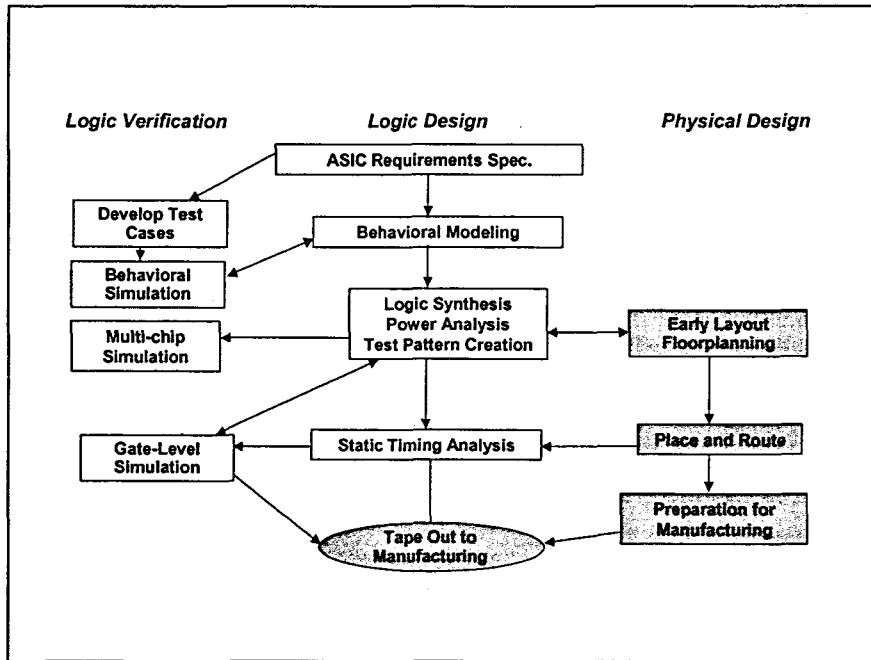 Logic Verification
Logic Design
Physical Design
ASIC Requirements Spec.
Develop Test
Cases
Behavioral Modeling
Behavioral
Simulation
Logic Synthesis
Power Analysis
Test Pattern Creation
Multi-chip
Simulation
Early Layout
Floorplanning
Gate-Level
Simulation
Static Timing Analysis
Place and Route
Preparation for
Manufacturing
Tape Out to
Manufacturing